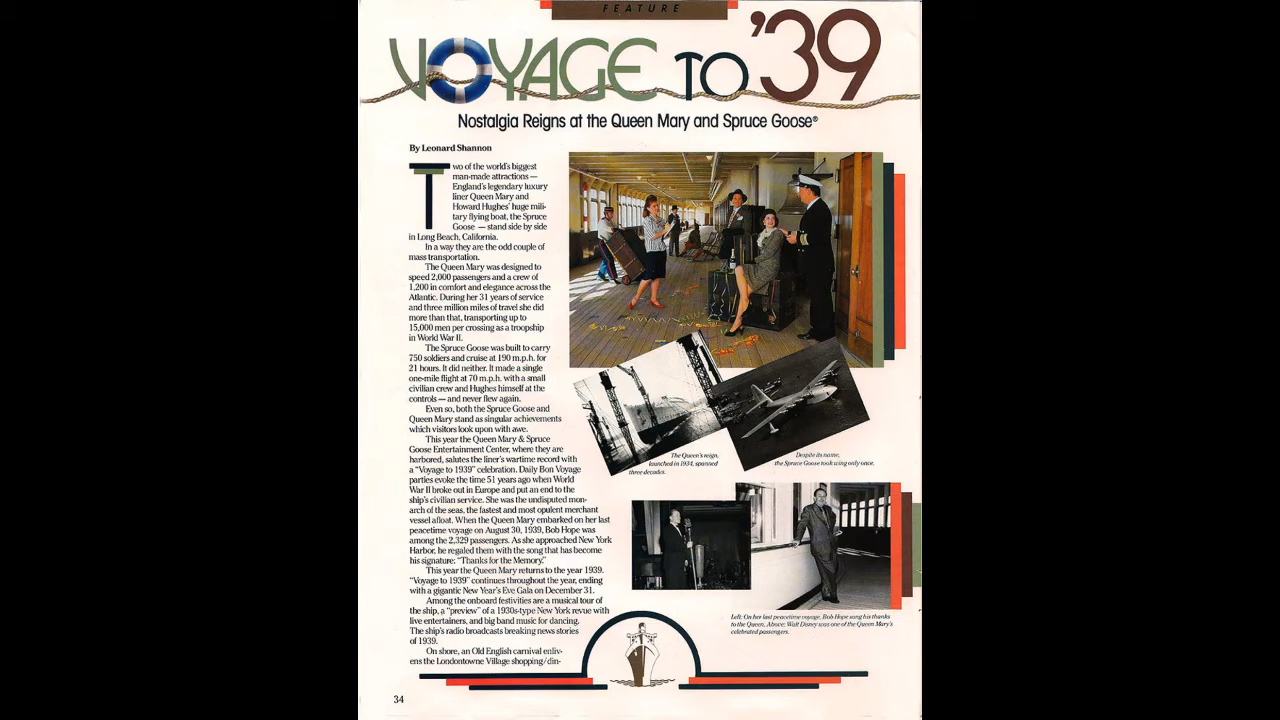 FEATURE
VOYAGE TO '39
Nostalgia Reigns at the Queen Mary and Spruce Goose®
By Leonard Shannon
Two of the world's biggest
man-made attractions —
England's legendary luxury
liner Queen Mary and
Howard Hughes' huge mili-
tary flying boat, the Spruce
Goose — stand side by side
in Long Beach, California.
In a way they are the odd couple of
mass transportation.
The Queen Mary was designed to
speed 2,000 passengers and a crew of
1,200 in comfort and elegance across the
Atlantic. During her 31 years of service
and three million miles of travel she did
more than that, transporting up to
15,000 men per crossing as a troopship
in World War II.
The Spruce Goose was built to carry
750 soldiers and cruise at 190 m.p.h. for
21 hours. It did neither. It made a single
one-mile flight at 70 m.p.h. with a small
civilian crew and Hughes himself at the
controls — and never flew again.
Even so, both the Spruce Goose and
Queen Mary stand as singular achievements
which visitors look upon with awe.
This year the Queen Mary & Spruce
Goose Entertainment Center, where they are
harbored, salutes the liner's wartime record with
a "Voyage to 1939" celebration. Daily Bon Voyage
parties evoke the time 51 years ago when World
War II broke out in Europe and put an end to the
ship's civilian service. She was the undisputed mon-
arch of the seas, the fastest and most opulent merchant
vessel afloat. When the Queen Mary embarked on her last
peacetime voyage on August 30, 1939, Bob Hope was
among the 2,329 passengers. As she approached New York
Harbor, he regaled them with the song that has become
his signature: "Thanks for the Memory."
This year the Queen Mary returns to the year 1939.
"Voyage to 1939" continues throughout the year, ending
with a gigantic New Year's Eve Gala on December 31.
Among the onboard festivities are a musical tour of
the ship, a "preview" of a 1930s-type New York revue with
live entertainers, and big band music for dancing.
The ship's radio broadcasts breaking news stories
of 1939.
On shore, an Old English carnival enliv-
ens the Londontowne Village shopping/din-
The Queen's reign,
launched in 1934, spanned
three decades.
Despite its name,
the Spruce Goose took wing only once.
Left: On her last peacetime voyage, Bob Hope sang his thanks
to the Queen. Above: Walt Disney was one of the Queen Mary's
celebrated passengers.
34